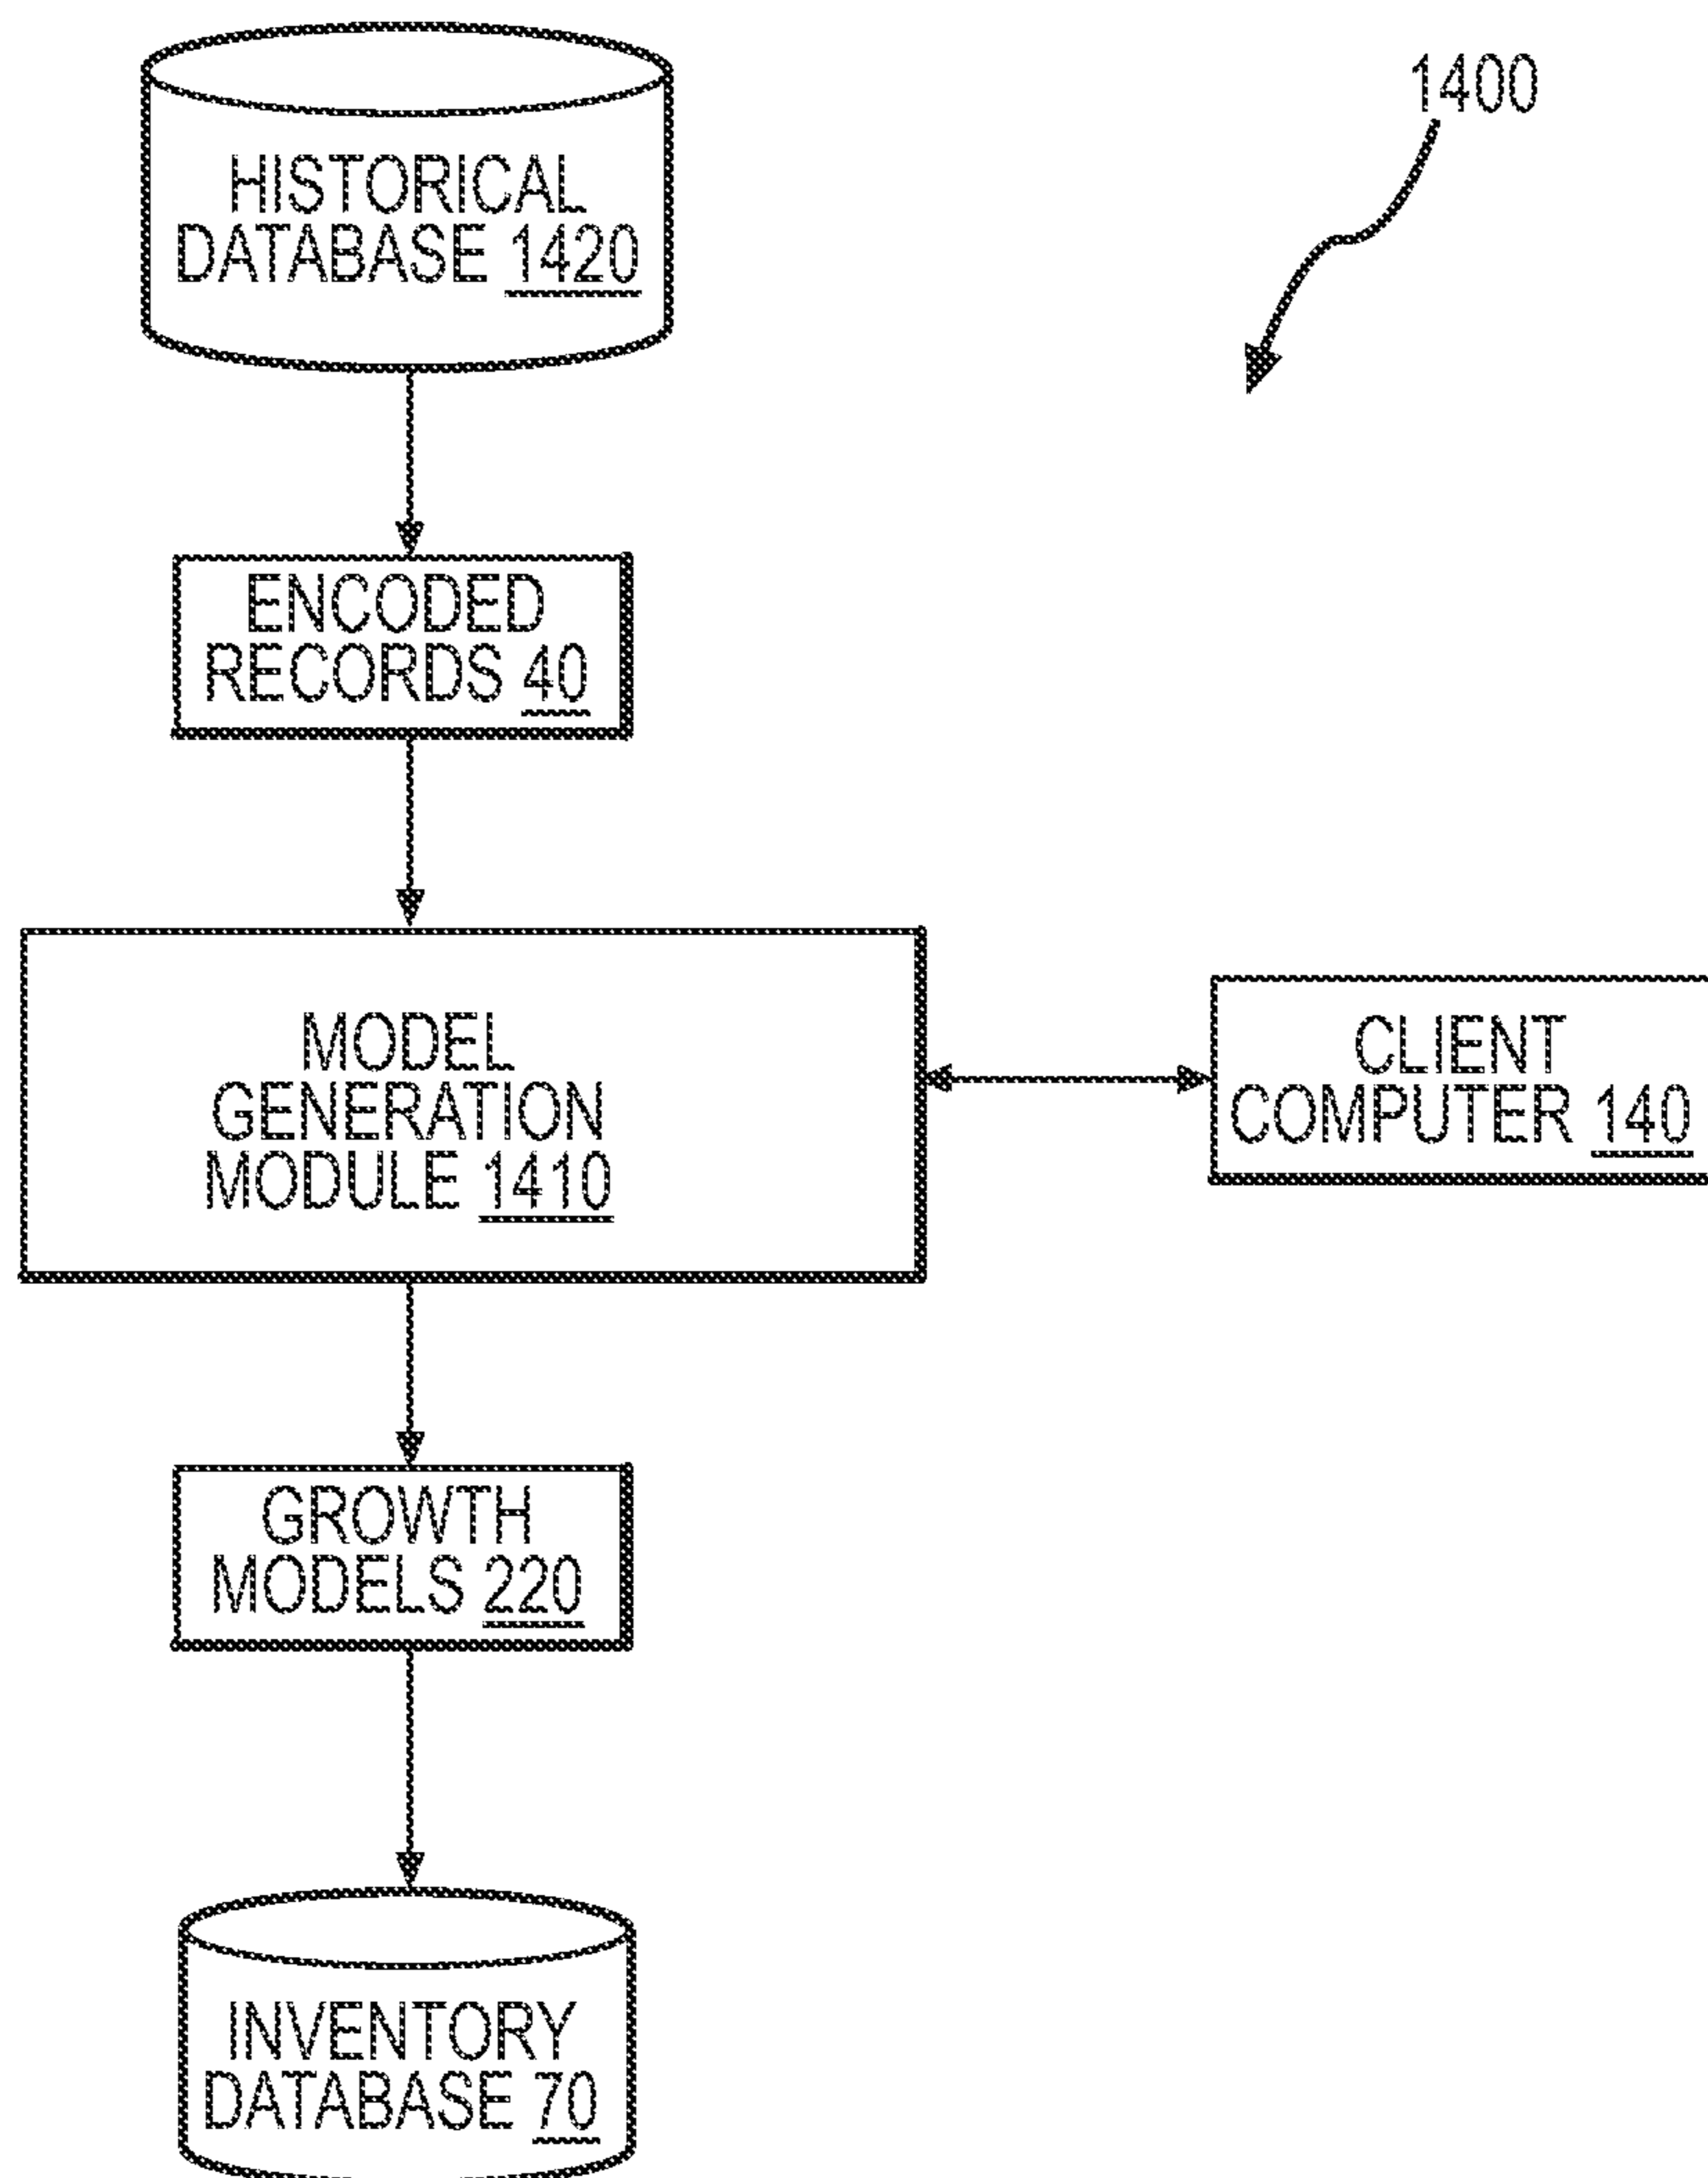 1400
HISTORICAL
DATABASE 1420
ENCODED
RECORDS 40
MODEL
GENERATION
MODULE 1410
CLIENT
COMPUTER 140
GROWTH
MODELS 220
INVENTORY
DATABASE 70